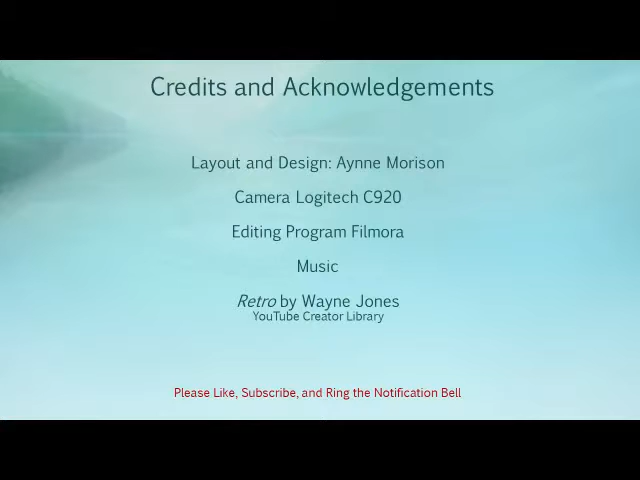 Credits and Acknowledgements
Layout and Design: Aynne Morison
Camera Logitech C920
Editing Program Filmora
Music
Retro by Wayne Jones
YouTube Creator Library
Please Like, Subscribe, and Ring the Notification Bell